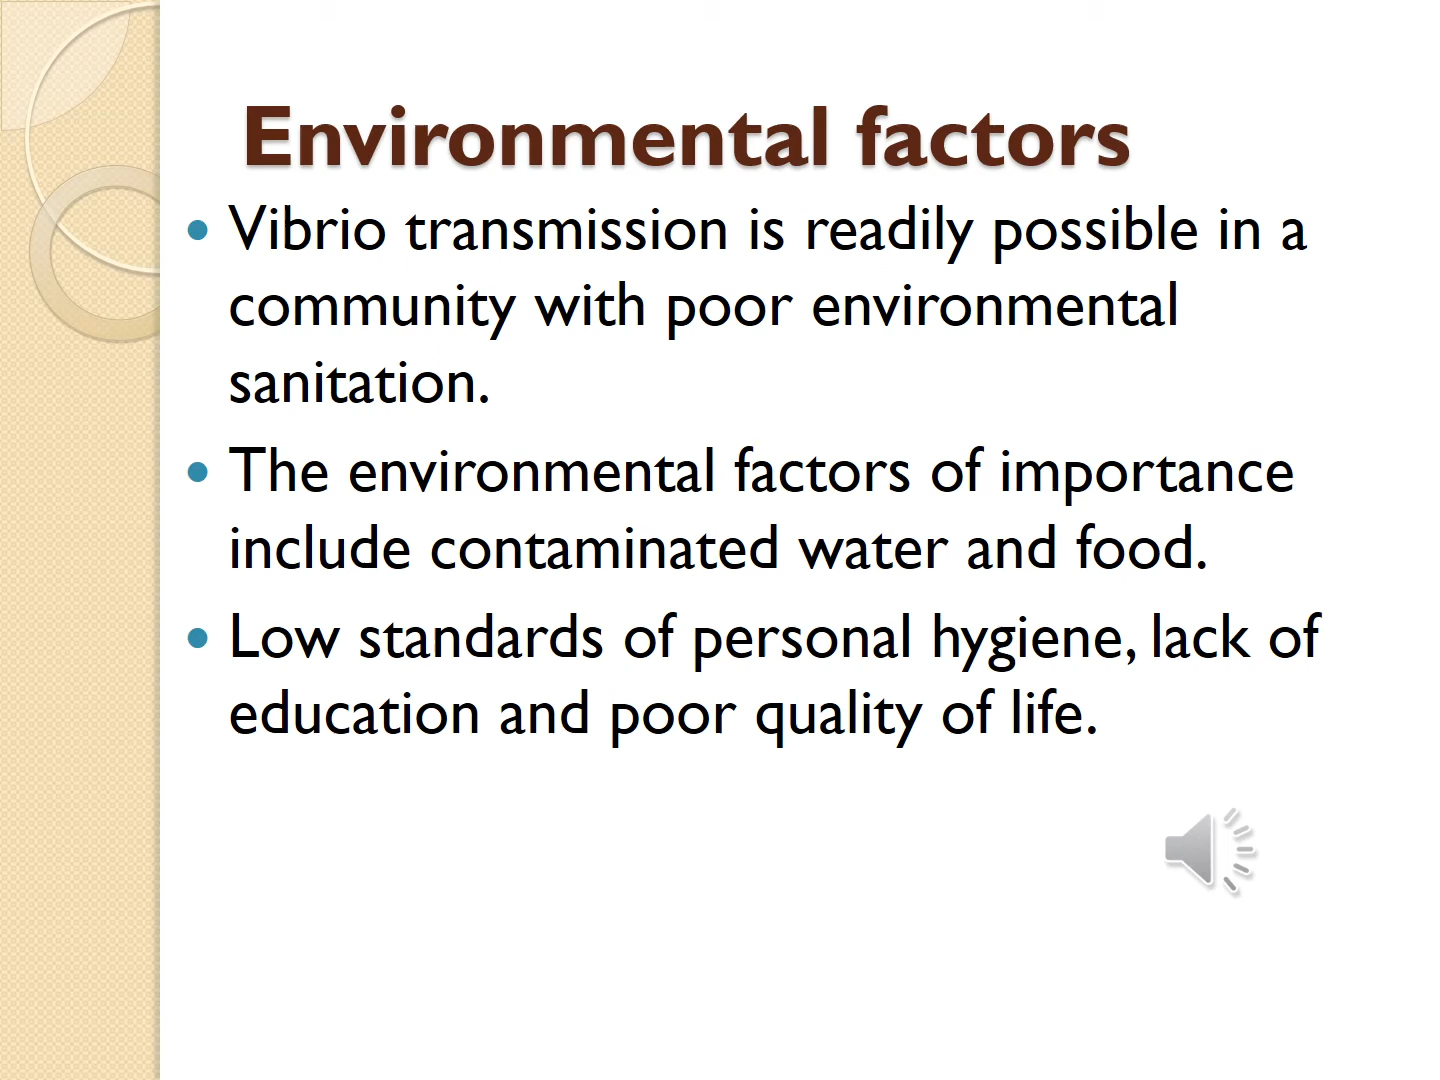 Environmental factors
• Vibrio transmission is readily possible in a
community with poor environmental
sanitation.
• The environmental factors of importance
include contaminated water and food.
• Low standards of personal hygiene, lack of
education and poor quality of life.